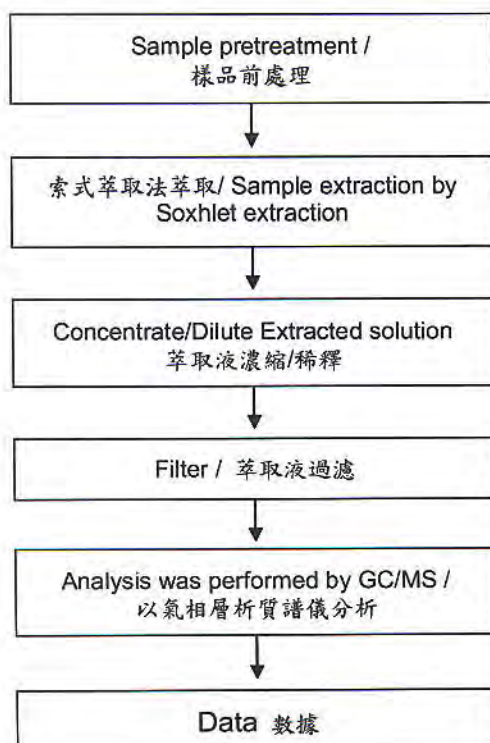 Sample pretreatment /
樣品前處理
索式萃取法萃取/ Sample extraction by
Soxhlet extraction
Concentrate/Dilute Extracted solution
萃取液濃縮/稀釋
Filter / 萃取液過濾
Analysis was performed by GC/MS /
以氣相層析質譜儀分析
Data 數據